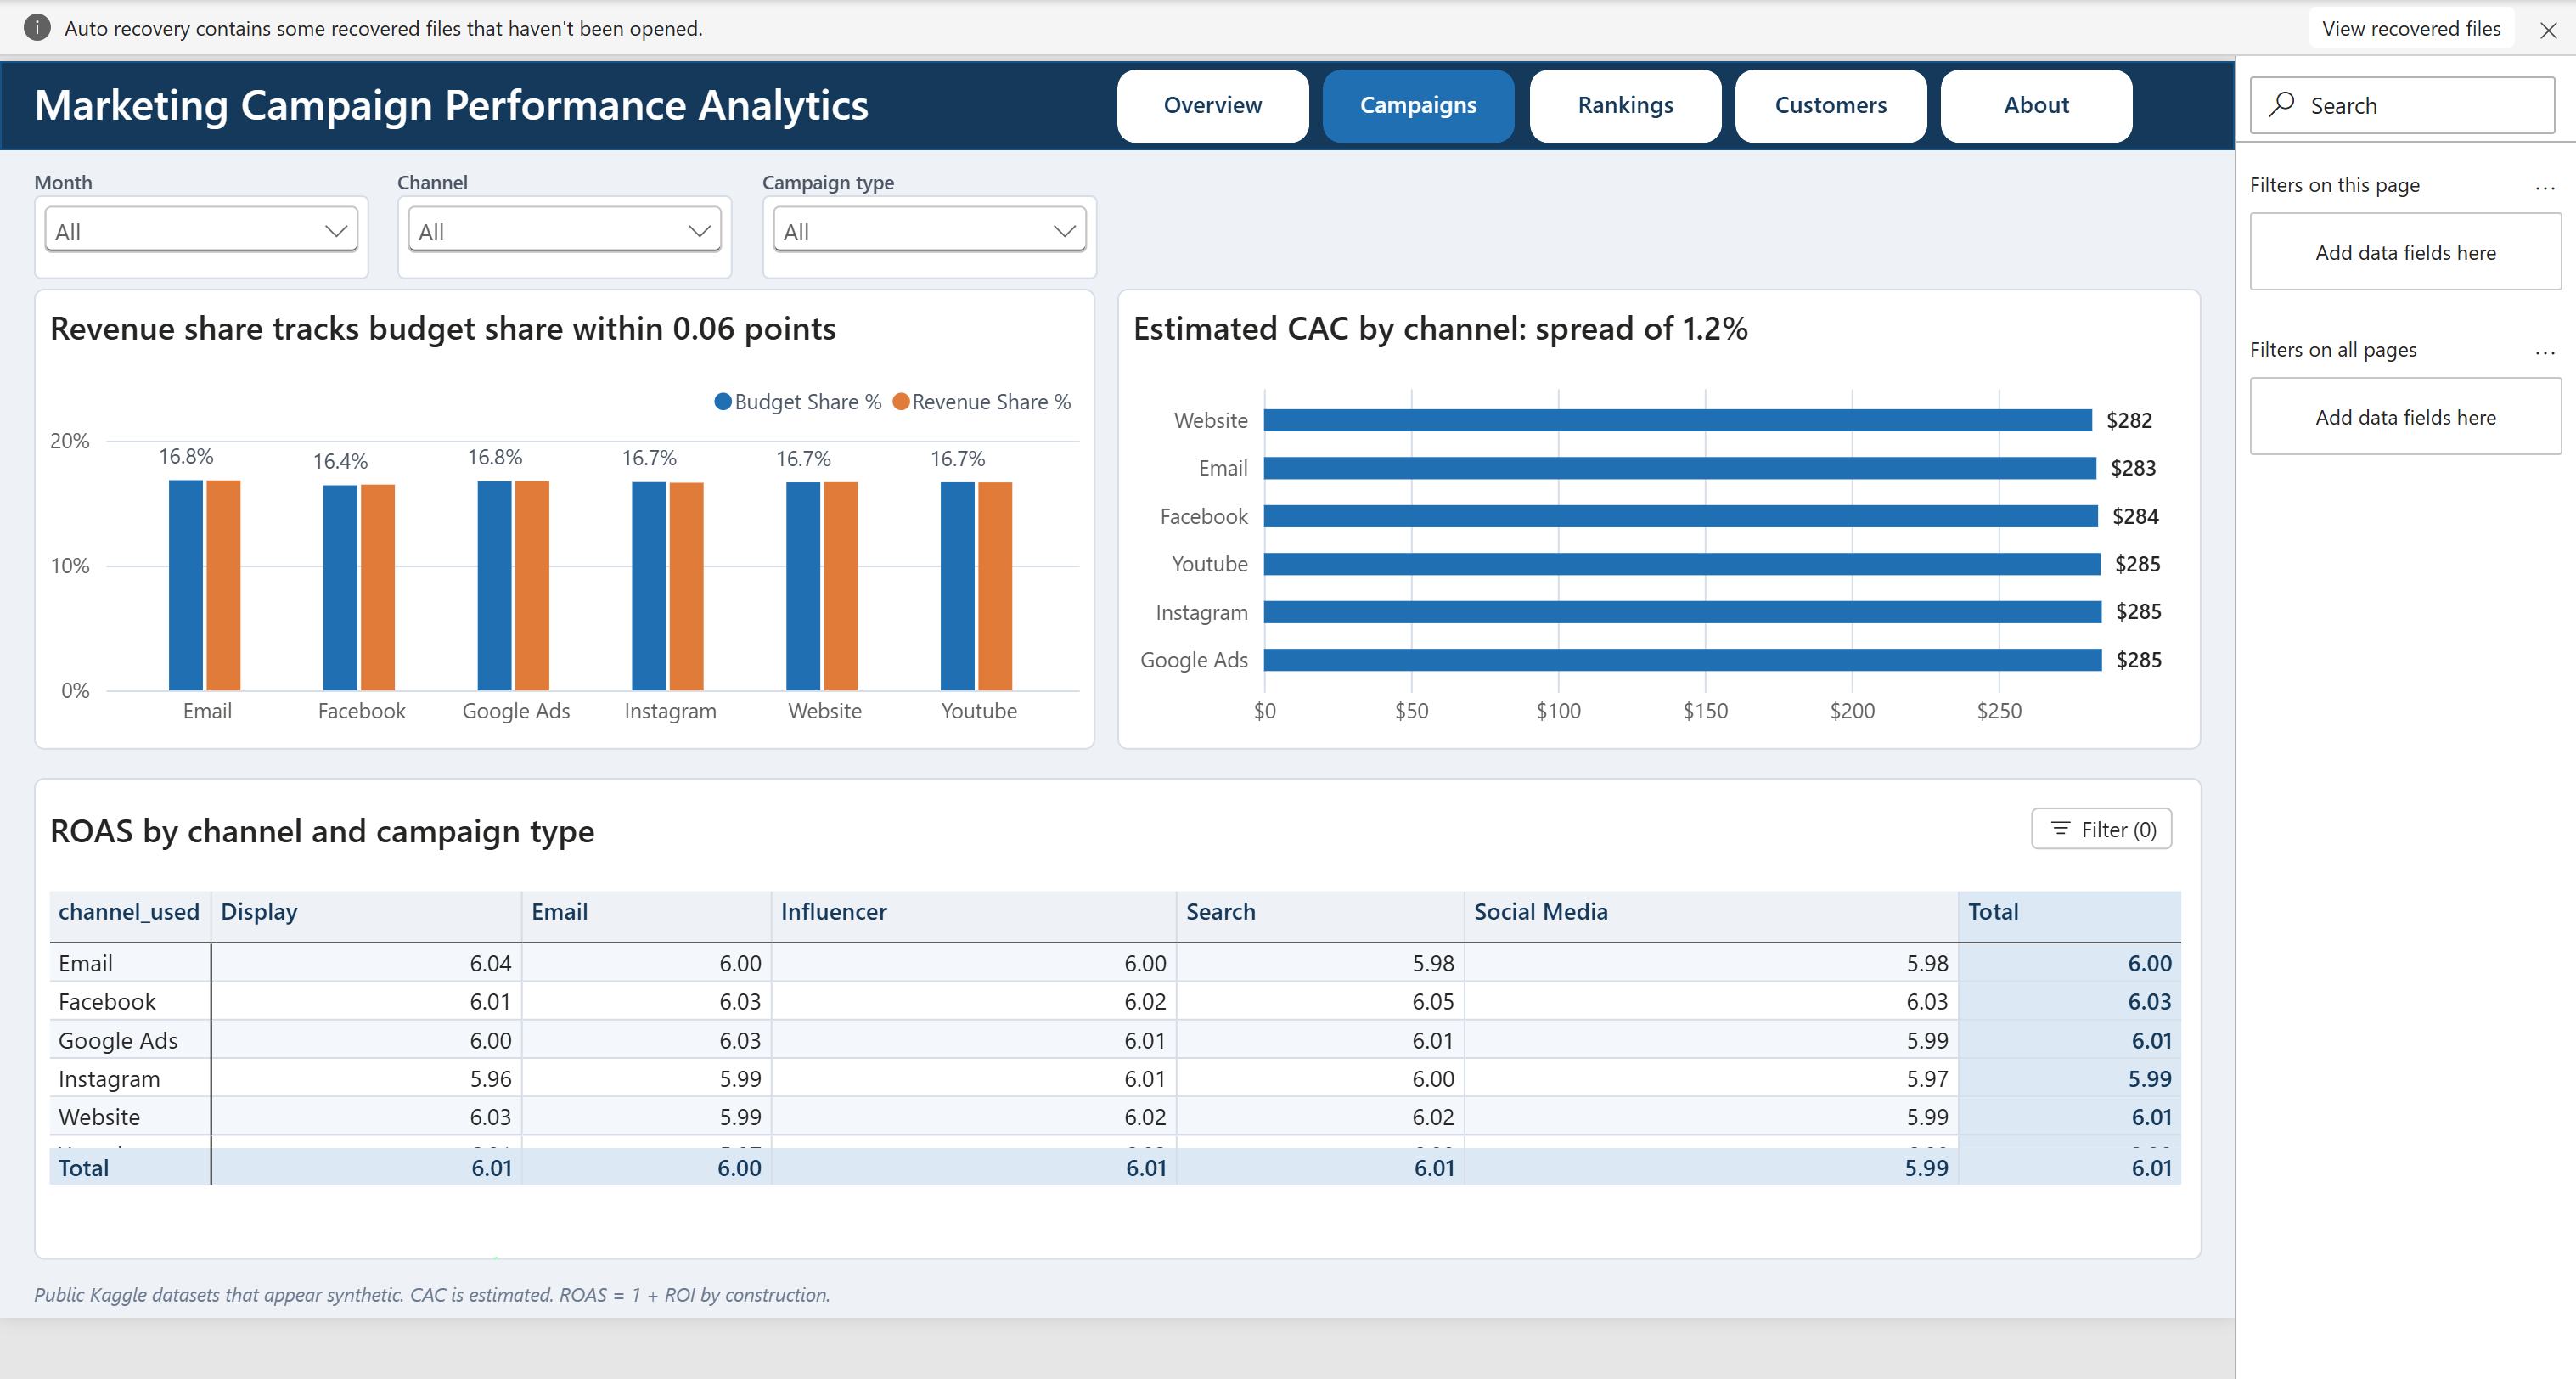 Auto recovery contains some recovered files that haven't been opened.
View recovered files
Marketing Campaign Performance Analytics
Overview
Campaigns
Rankings
Customers
About
Search
Month
Channel
Campaign type
All
All
All
Filters on this page
...
Add data fields here
Filters on all pages
...
Add data fields here
Revenue share tracks budget share within 0.06 points
Budget Share % Revenue Share %
20%
10%
0%
16.8% 16.4% 16.8% 16.7% 16.7% 16.7%
Email Facebook Google Ads Instagram Website Youtube
Estimated CAC by channel: spread of 1.2%
Website $282
Email $283
Facebook $284
Youtube $285
Instagram $285
Google Ads $285
$0 $50 $100 $150 $200 $250
ROAS by channel and campaign type
Filter (0)
channel_used Display Email Influencer Search Social Media Total
Email 6.04 6.00 6.00 5.98 5.98 6.00
Facebook 6.01 6.03 6.02 6.05 6.03 6.03
Google Ads 6.00 6.03 6.01 6.01 5.99 6.01
Instagram 5.96 5.99 6.01 6.00 5.97 5.99
Website 6.03 5.99 6.02 6.02 5.99 6.01
Total 6.01 6.00 6.01 6.01 5.99 6.01
Public Kaggle datasets that appear synthetic. CAC is estimated. ROAS = 1 + ROI by construction.